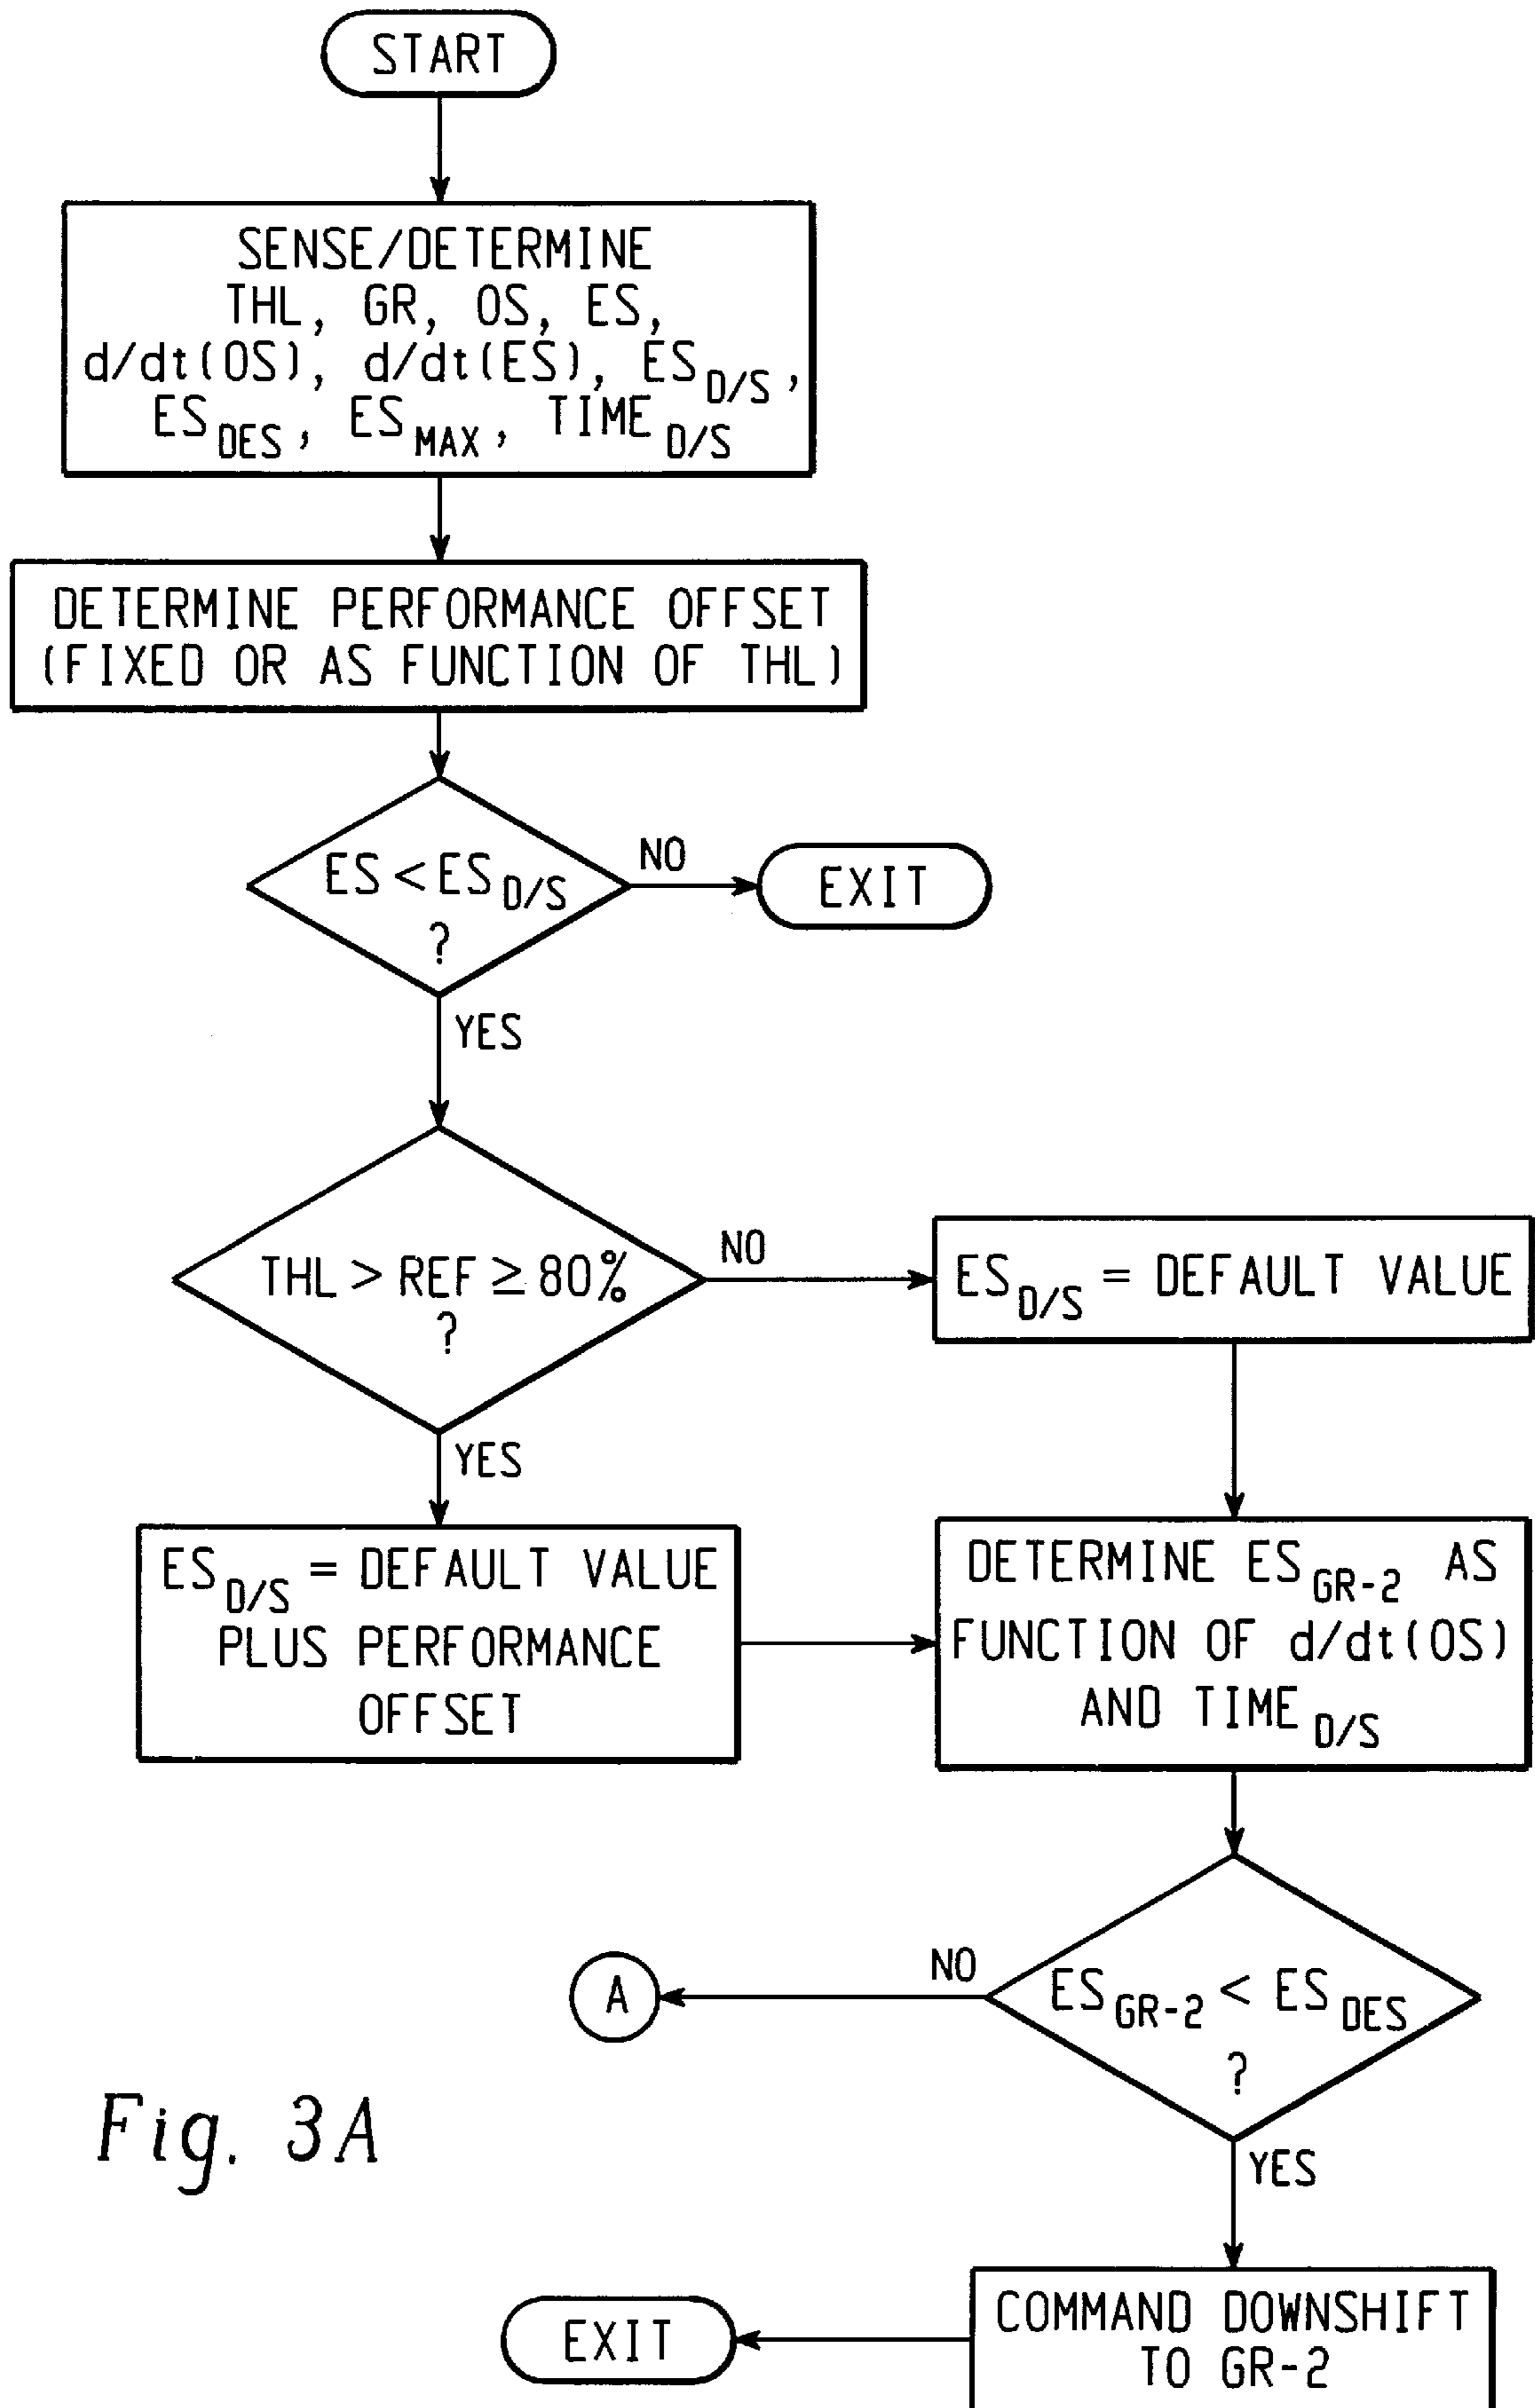 START
SENSE/DETERMINE
THL, GR, OS, ES,
d/dt(OS), d/dt(ES), ES D/S,
ES DES, ES MAX, TIME D/S
DETERMINE PERFORMANCE OFFSET
(FIXED OR AS FUNCTION OF THL)
ES < ES D/S
?
NO
EXIT
YES
THL > REF ≥ 80%
?
NO
ES D/S = DEFAULT VALUE
YES
ES D/S = DEFAULT VALUE
PLUS PERFORMANCE
OFFSET
DETERMINE ES GR-2 AS
FUNCTION OF d/dt(OS)
AND TIME D/S
ES GR-2 < ES DES
?
NO
A
YES
COMMAND DOWNSHIFT
TO GR-2
EXIT
Fig. 3A